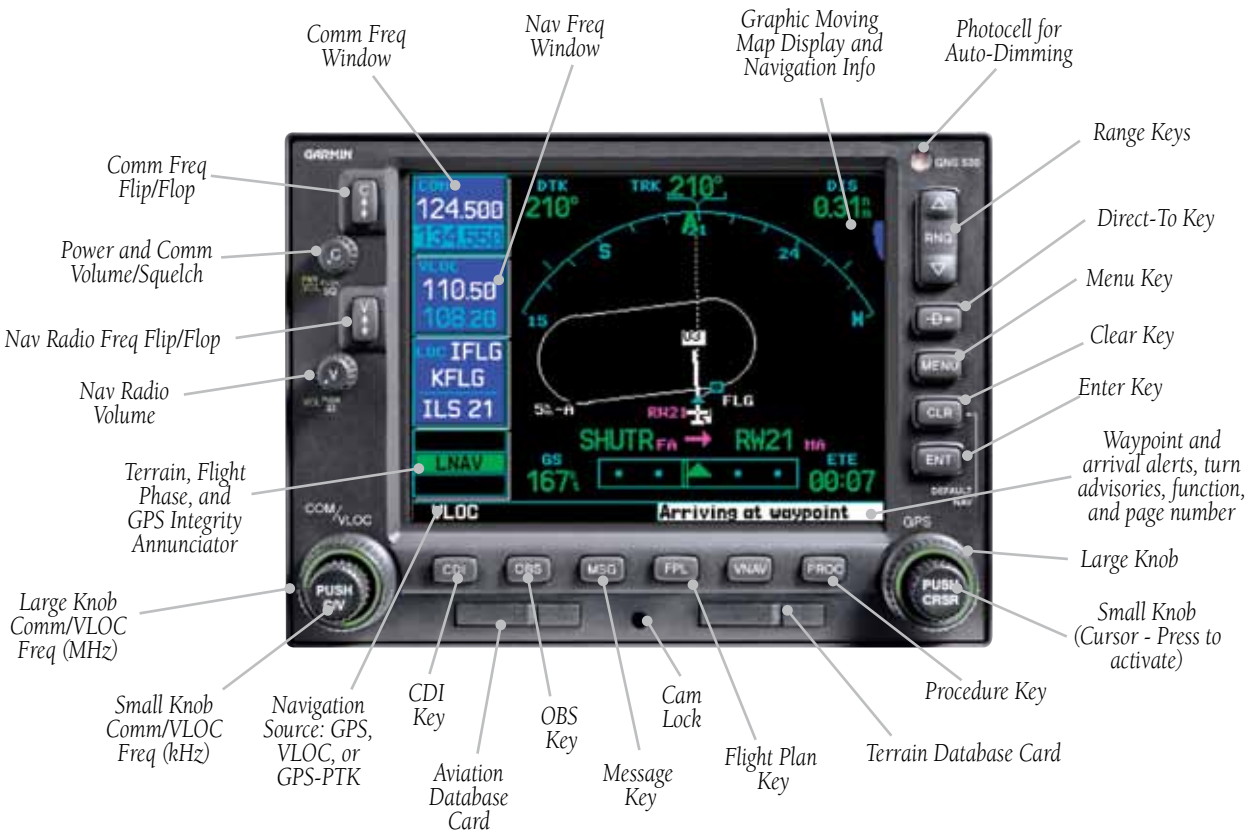 Comm Freq
Window
Nav Freq
Window
Graphic Moving
Map Display and
Navigation Info
Photocell for
Auto-Dimming
Range Keys
Direct-To Key
Menu Key
Clear Key
Enter Key
Waypoint and
arrival alerts, turn
advisories, function,
and page number
Large Knob
Small Knob
(Cursor - Press to
activate)
Procedure Key
Terrain Database Card
Flight Plan
Key
Cam
Lock
Message
Key
OBS
Key
Aviation
Database
Card
CDI
Key
Navigation
Source: GPS,
VLOC, or
GPS-PTK
Small Knob
Comm/VLOC
Freq (kHz)
Large Knob
Comm/VLOC
Freq (MHz)
Terrain, Flight
Phase, and
GPS Integrity
Annunciator
Nav Radio
Volume
Nav Radio Freq Flip/Flop
Power and Comm
Volume/Squelch
Comm Freq
Flip/Flop
GARMIN
GNS 530
C
C
V
V
COM
124.500
134.550
VLOC
110.50
108.20
LOC IFLG
KFLG
ILS 21
LNAV
VLOC
DTK
210°
TRK 210°
DIS
0.31
15
S
21
24
W
03
FLG
RW21
SHUTR FA → RW21 MA
GS
167
ETE
00:07
Arriving at waypoint
RNG
D
MENU
CLR
ENT
DEFAULT
NAV
COM/VLOC
PUSH
C/V
CDI
OBS
MSG
FPL
VNAV
PROC
GPS
PUSH
CRSR